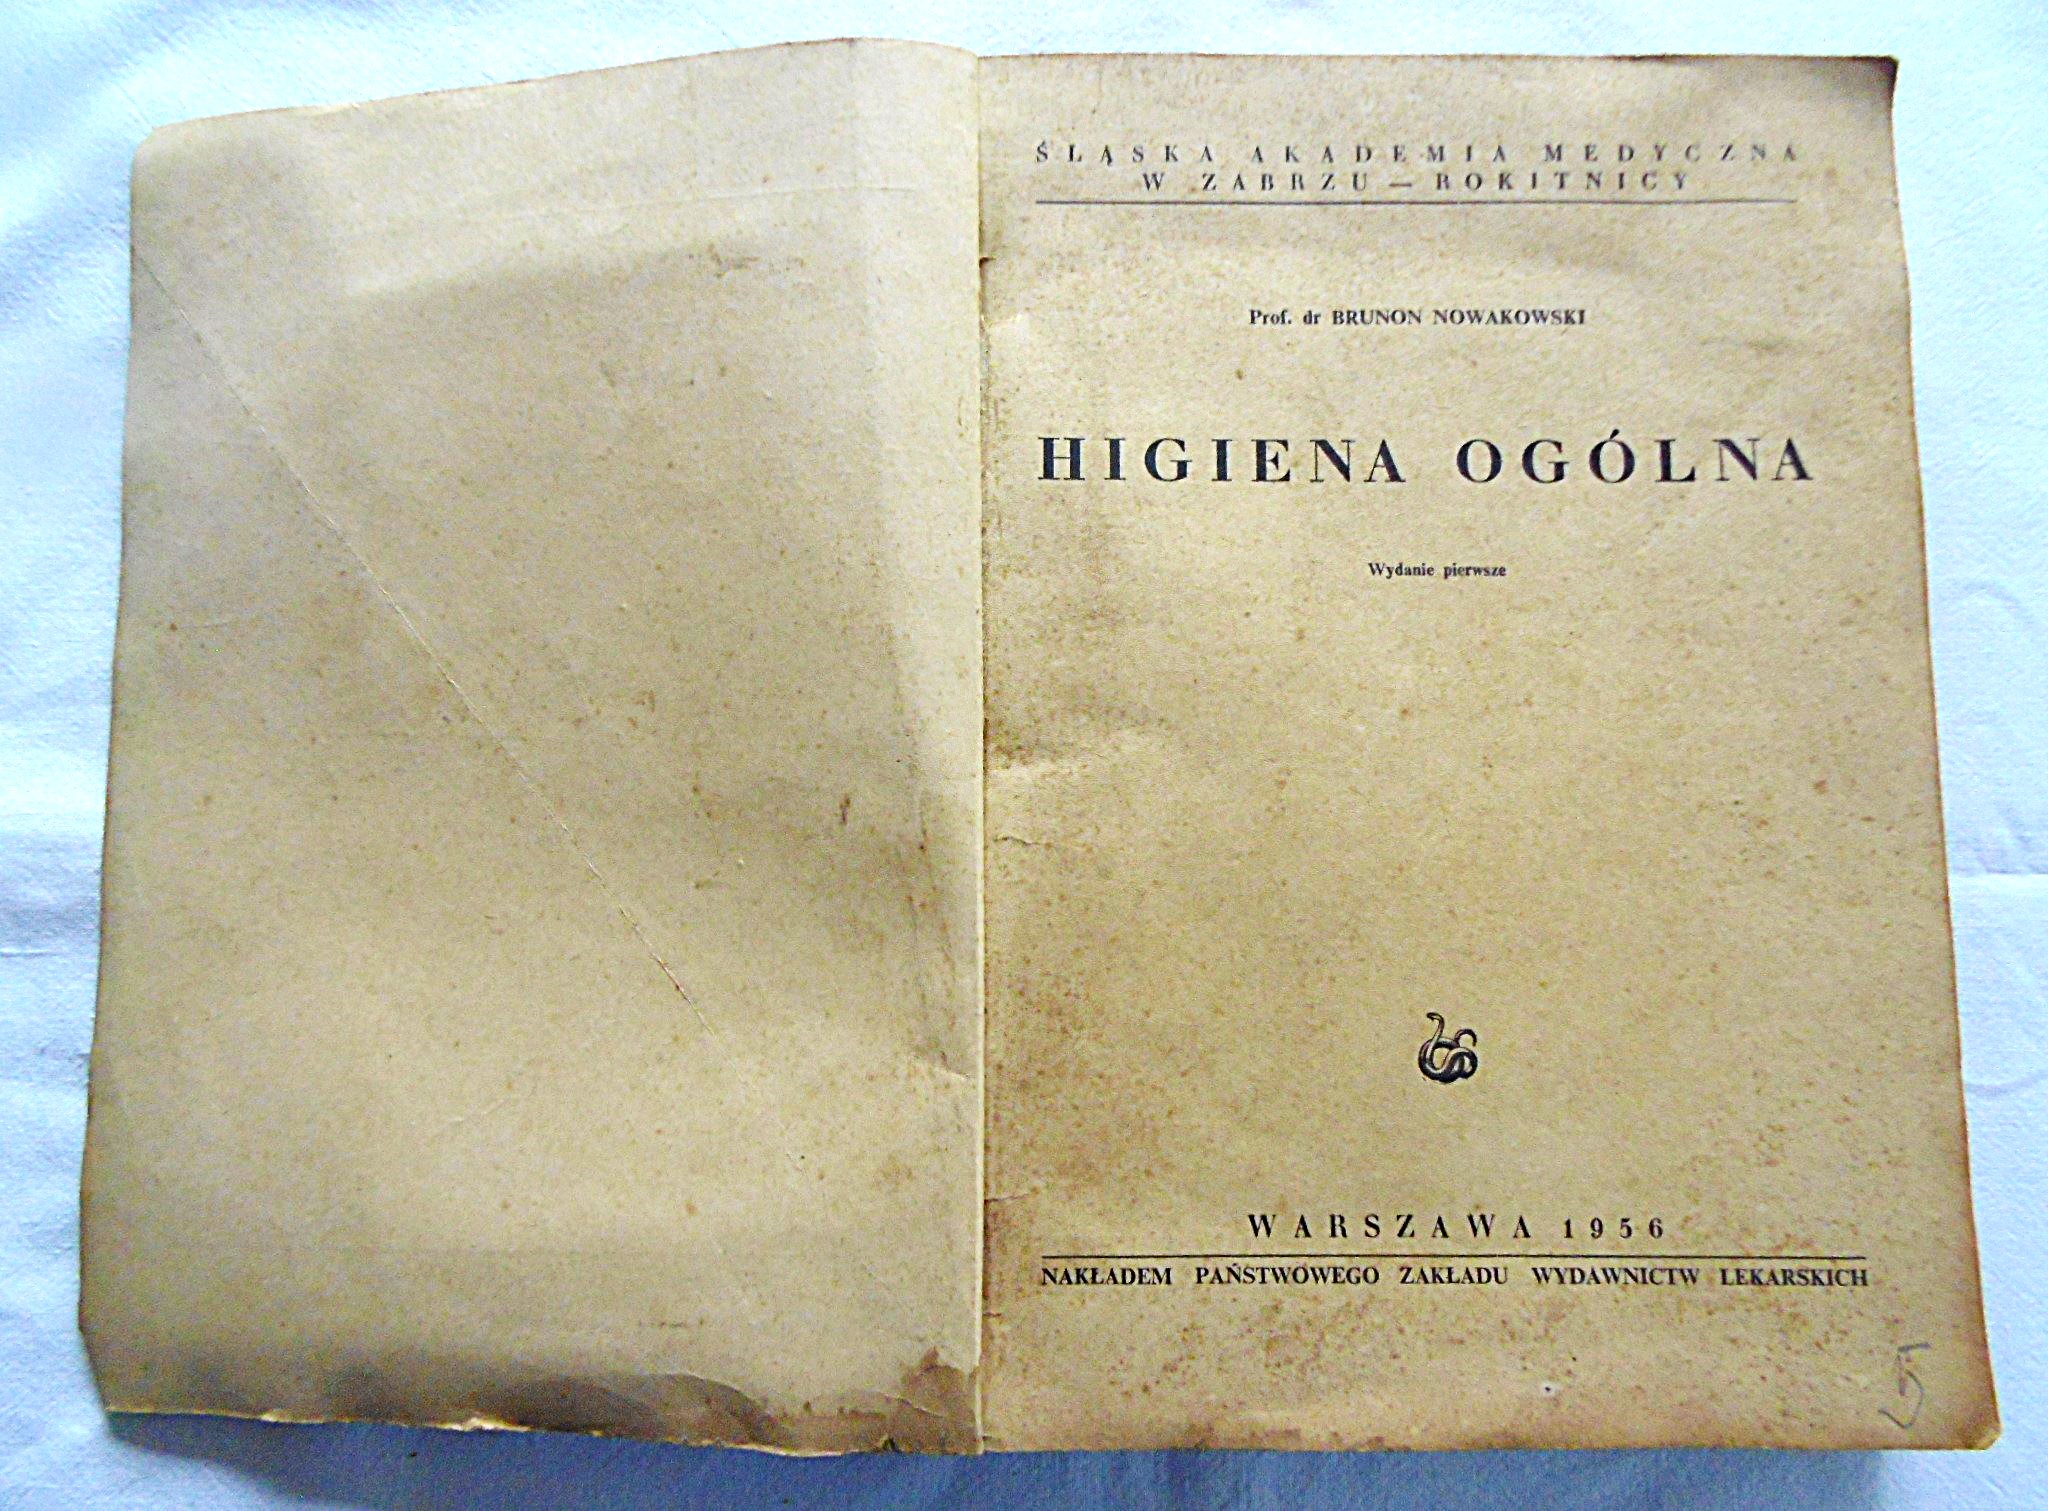 ŚLĄSKA AKADEMIA MEDYCZNA
W ZABRZU — ROKITNICY
Prof. dr BRUNON NOWAKOWSKI
HIGIENA OGÓLNA
Wydanie pierwsze
WARSZAWA 1956
NAKŁADEM PAŃSTWOWEGO ZAKŁADU WYDAWNICTW LEKARSKICH
5